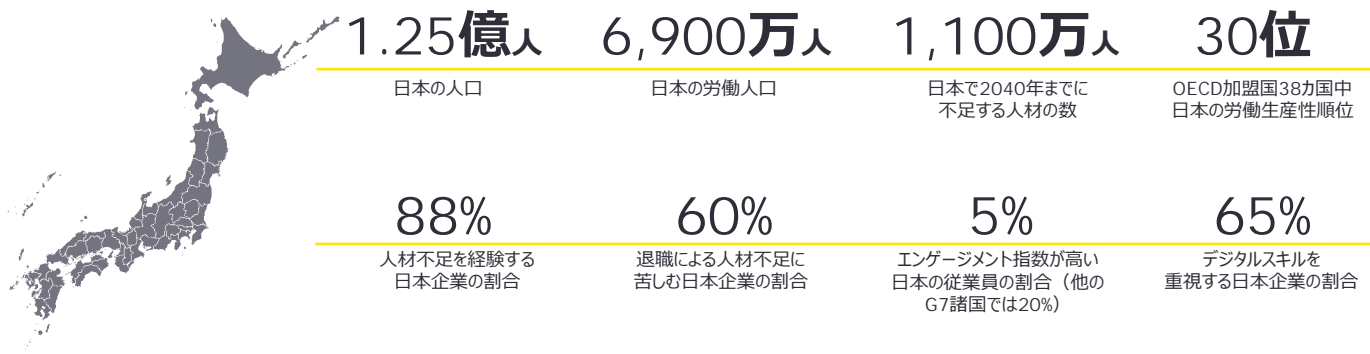 1.25億人
6,900万人
1,100万人
30位
日本の人口
日本の労働人口
日本で2040年までに
不足する人材の数
OECD加盟国38カ国中
日本の労働生産性順位
88%
60%
5%
65%
人材不足を経験する
日本企業の割合
退職による人材不足に
苦しむ日本企業の割合
エンゲージメント指数が高い
日本の従業員の割合（他の
G7諸国では20%）
デジタルスキルを
重視する日本企業の割合